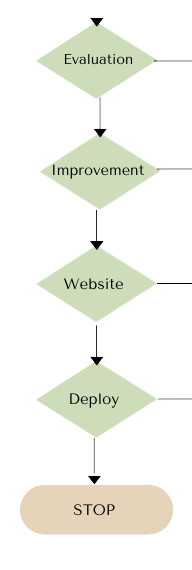 Evaluation
Improvement
Website
Deploy
STOP